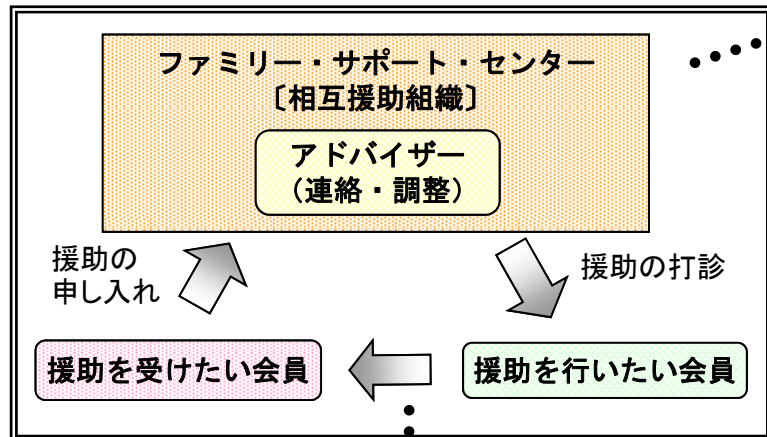 ファミリー・サポート・センター
〔相互援助組織〕
アドバイザー
（連絡・調整）
援助の
申し入れ
援助の打診
援助を受けたい会員
援助を行いたい会員